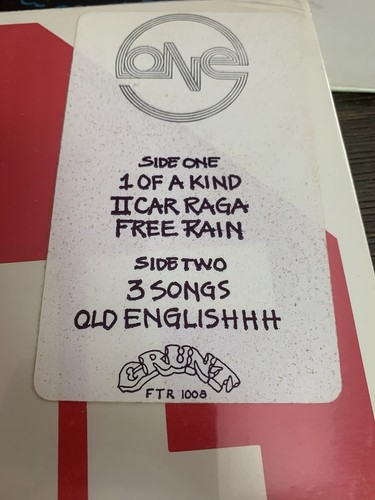 one
SIDE ONE
1 OF A KIND
II CAR RAGA
FREE RAIN
SIDE TWO
3 SONGS
OLD ENGLISHHH
GRUNT
FTR 1008